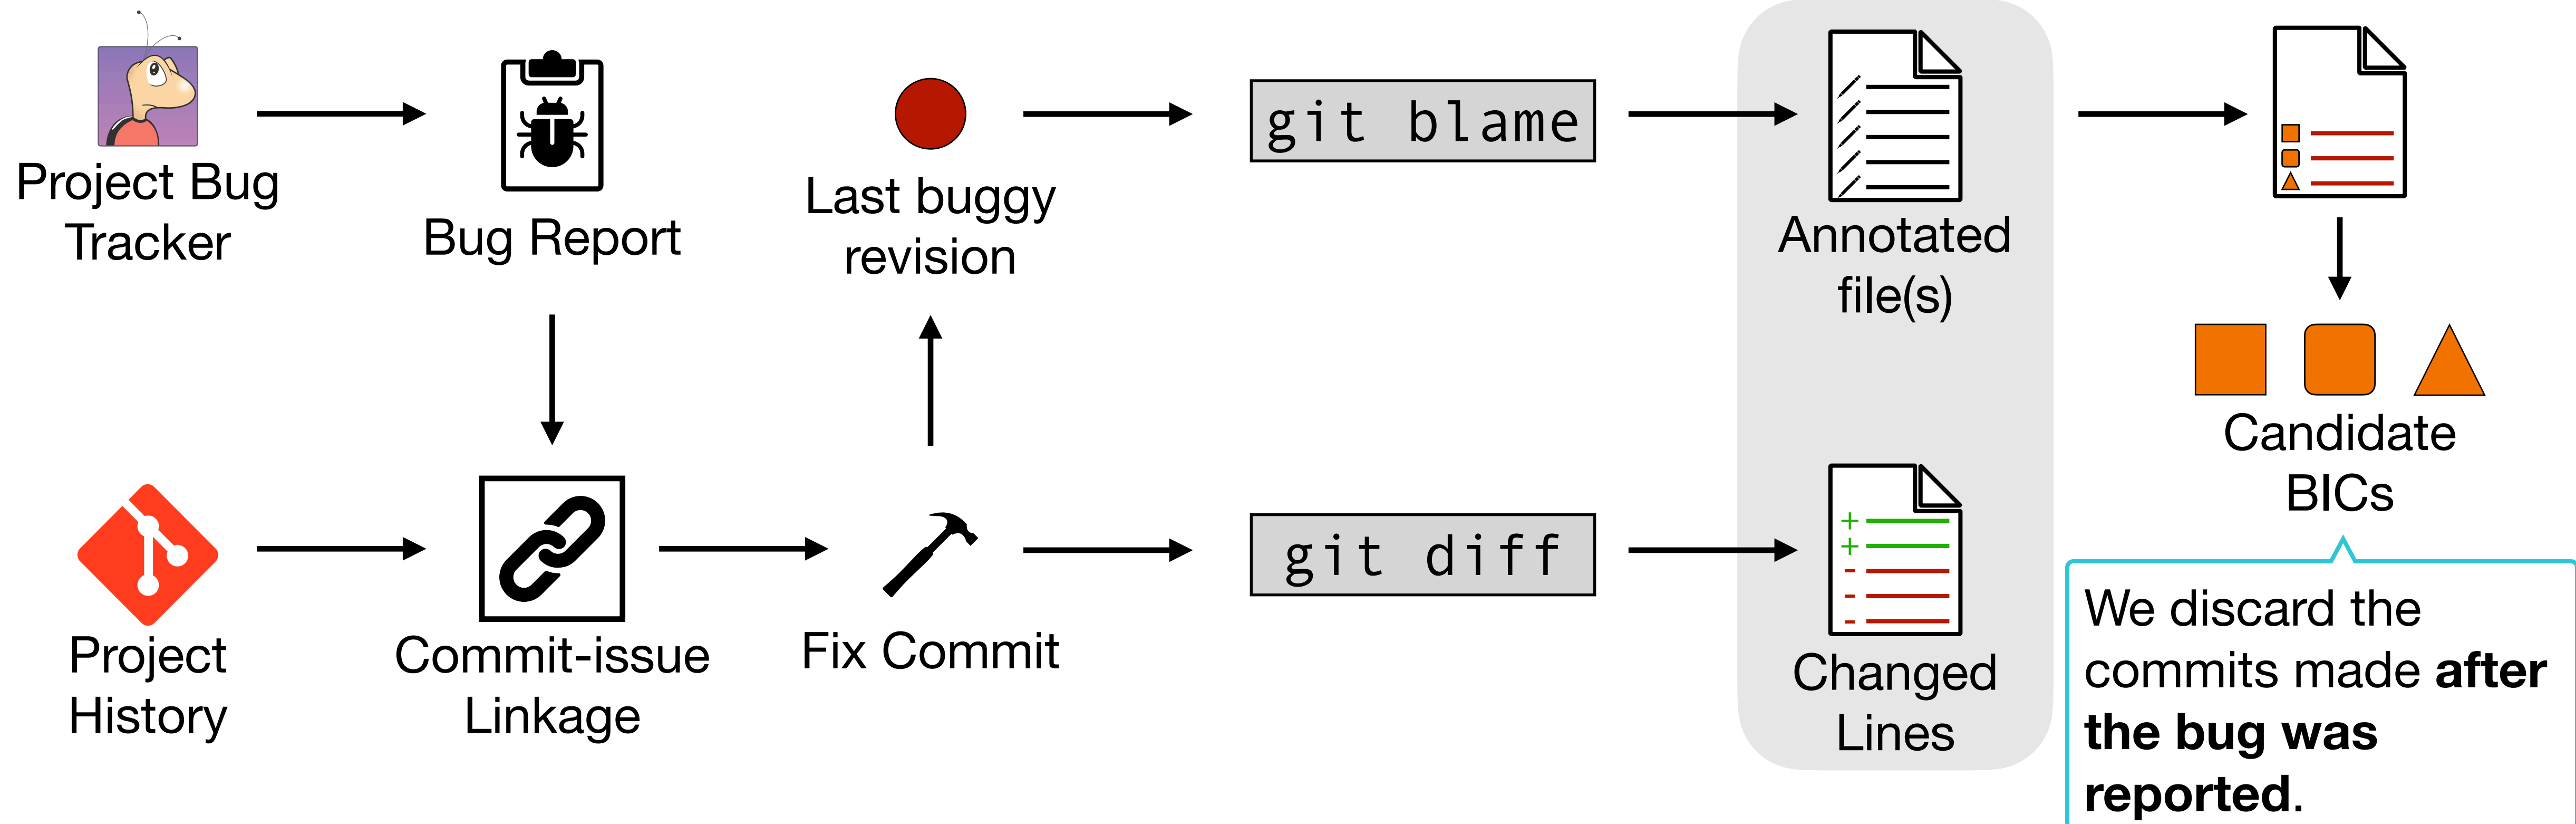 Project Bug
Tracker
Bug Report
Last buggy
revision
git blame
Annotated
file(s)
Candidate
BICs
Project
History
Commit-issue
Linkage
Fix Commit
git diff
+
+
-
-
-
Changed
Lines
We discard the
commits made after
the bug was
reported.